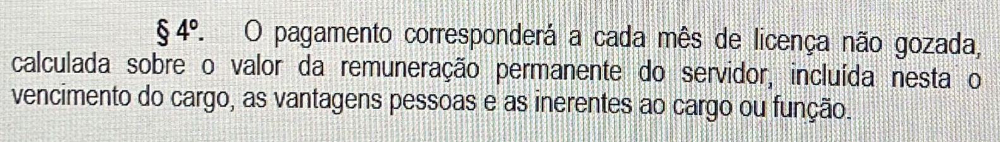 § 4º. O pagamento corresponderá a cada mês de licença não gozada,
calculada sobre o valor da remuneração permanente do servidor, incluída nesta o
vencimento do cargo, as vantagens pessoas e as inerentes ao cargo ou função.